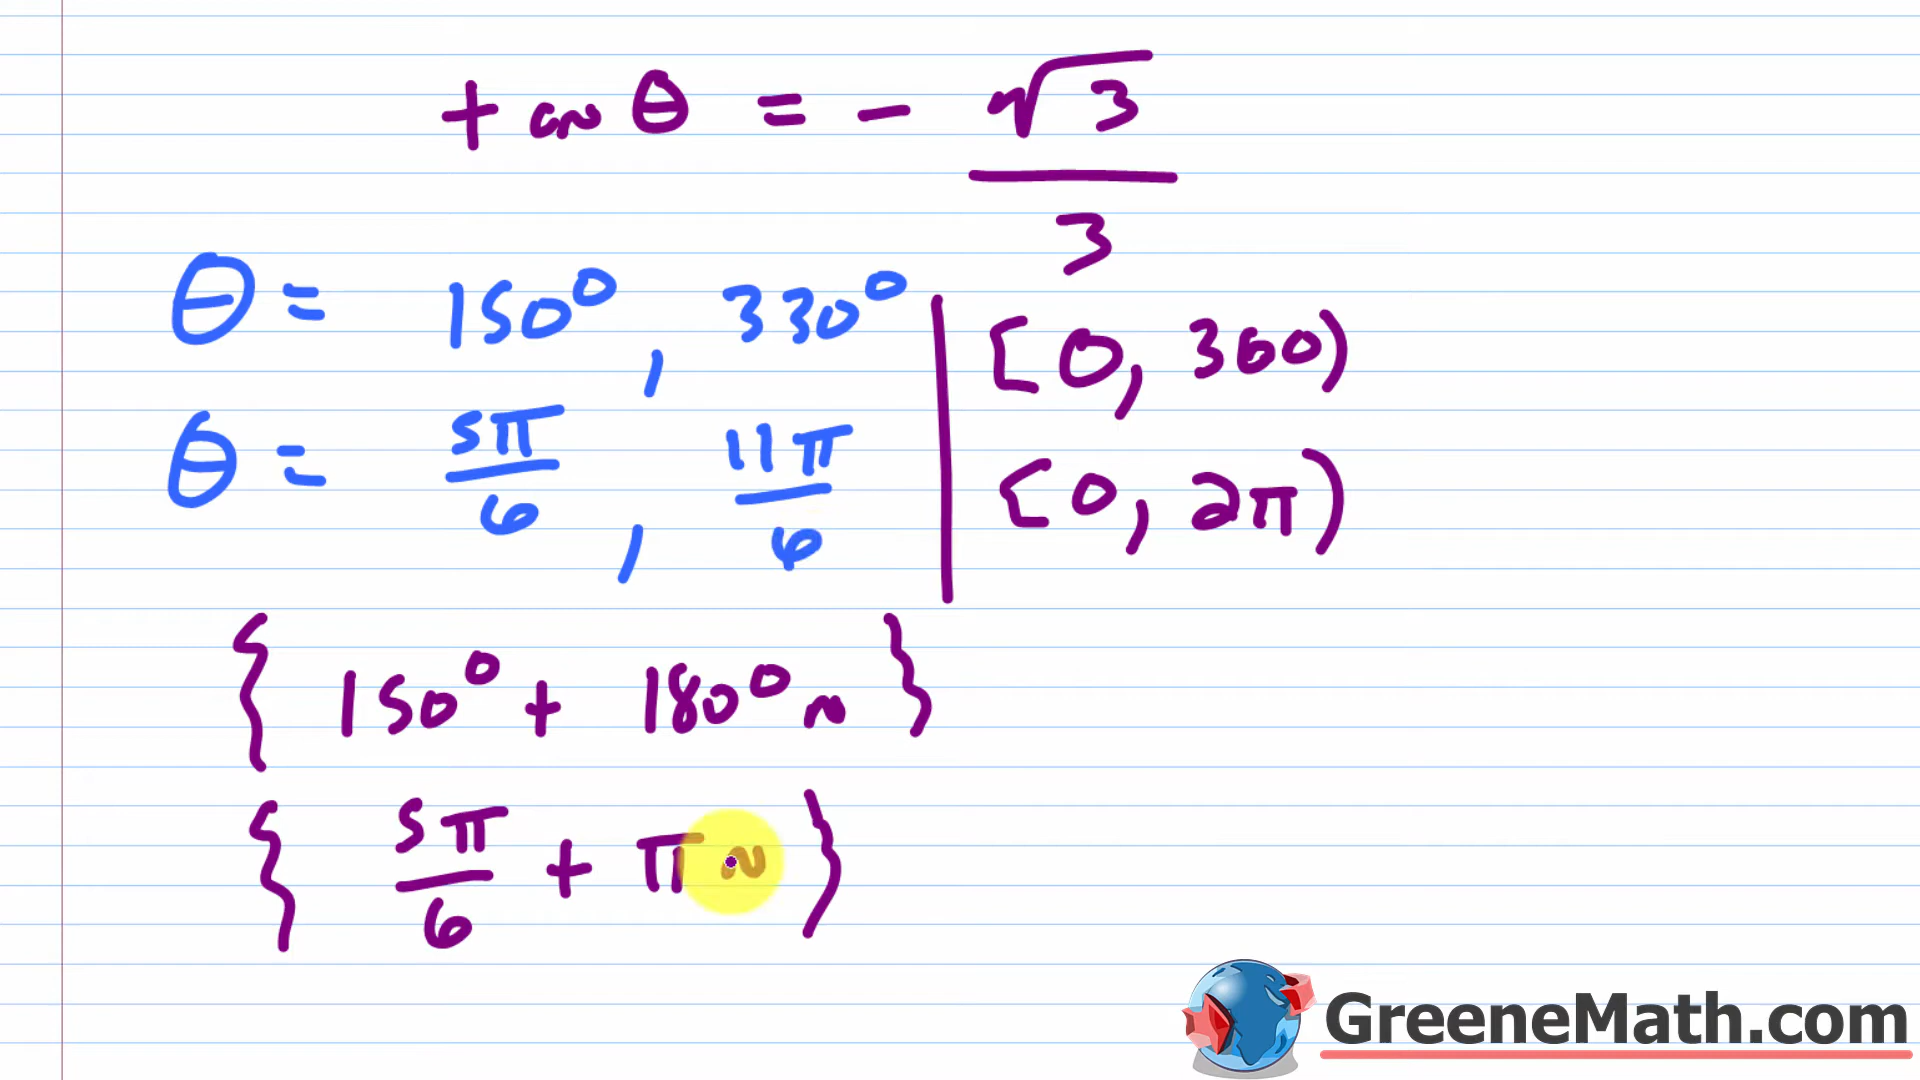 tan θ = - √3 / 3
θ = 150°, 330° | [0, 360)
θ = 5π/6, 11π/6 | [0, 2π)
{ 150° + 180° n }
{ 5π/6 + π n }
GreeneMath.com